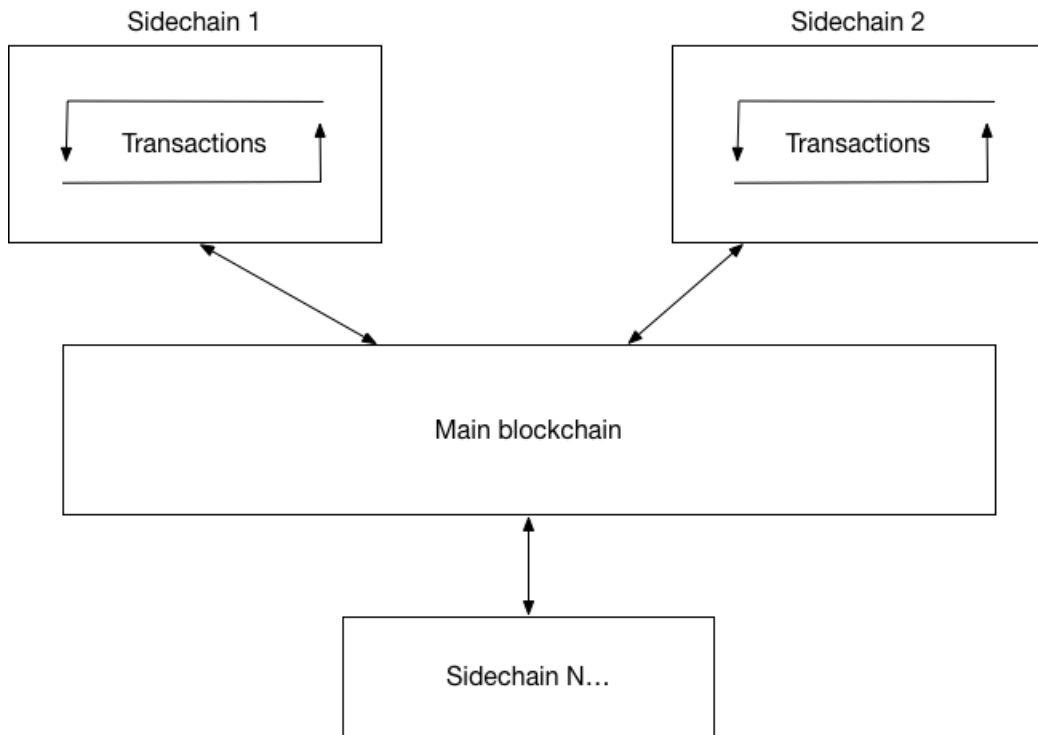 Sidechain 1
Sidechain 2
Transactions
Transactions
Main blockchain
Sidechain N...